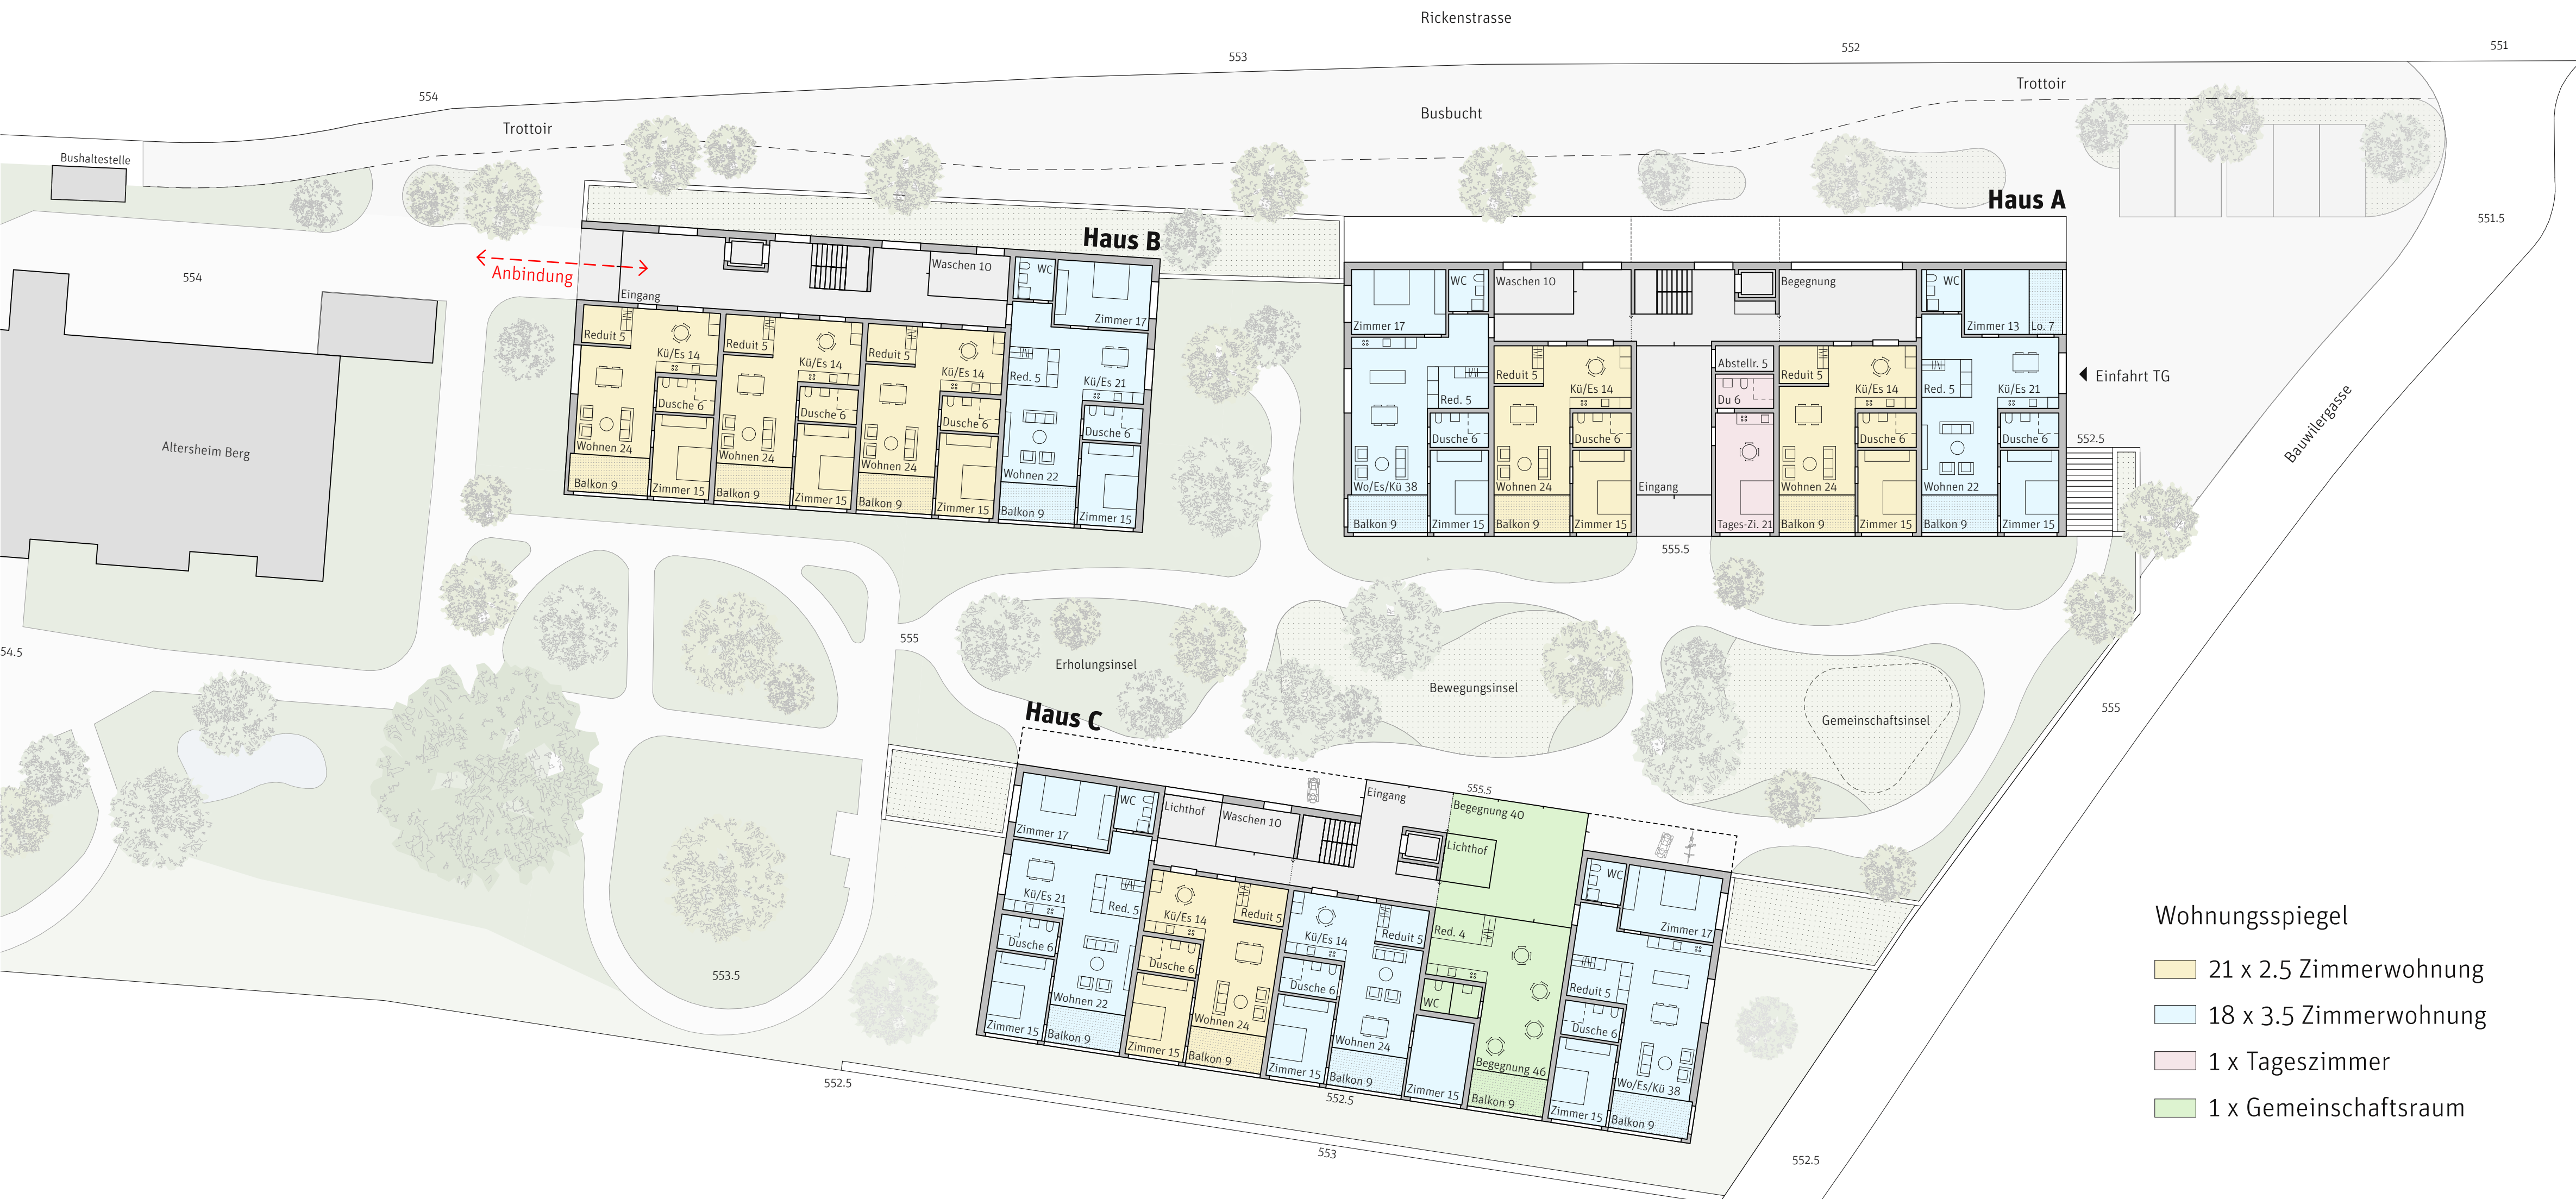 Rickenstrasse
551
552
553
554
Trottoir
Busbucht
Trottoir
Bushaltestelle
Haus A
551.5
Haus B
Anbindung
554
Eingang
Waschen 10
WC
Zimmer 17
Reduit 5
Kü/Es 14
Dusche 6
Wohnen 24
Balkon 9
Zimmer 15
Reduit 5
Kü/Es 14
Dusche 6
Wohnen 24
Balkon 9
Zimmer 15
Reduit 5
Kü/Es 14
Dusche 6
Wohnen 24
Balkon 9
Zimmer 15
Red. 5
Kü/Es 21
Dusche 6
Wohnen 22
Balkon 9
Zimmer 15
Zimmer 17
WC
Waschen 10
Begegnung
WC
Zimmer 13
Lo. 7
Red. 5
Dusche 6
Wo/Es/Kü 38
Balkon 9
Zimmer 15
Reduit 5
Kü/Es 14
Dusche 6
Wohnen 24
Balkon 9
Zimmer 15
Eingang
Abstellr. 5
Du 6
Tages-Zi. 21
Reduit 5
Kü/Es 14
Dusche 6
Wohnen 24
Balkon 9
Zimmer 15
Red. 5
Kü/Es 21
Dusche 6
Wohnen 22
Balkon 9
Zimmer 15
Einfahrt TG
Bauwilergasse
552.5
Altersheim Berg
555.5
54.5
555
Erholungsinsel
Bewegungsinsel
Gemeinschaftsinsel
555
Haus C
555.5
Zimmer 17
WC
Lichthof
Waschen 10
Eingang
Begegnung 40
Lichthof
WC
Zimmer 17
Kü/Es 21
Red. 5
Dusche 6
Wohnen 22
Zimmer 15
Balkon 9
Kü/Es 14
Reduit 5
Dusche 6
Wohnen 24
Zimmer 15
Balkon 9
Kü/Es 14
Reduit 5
Dusche 6
Wohnen 24
Zimmer 15
Balkon 9
Zimmer 15
Red. 4
WC
Begegnung 46
Balkon 9
Reduit 5
Dusche 6
Wo/Es/Kü 38
Zimmer 15
Balkon 9
553.5
552.5
552.5
553
552.5
Wohnungsspiegel
21 x 2.5 Zimmerwohnung
18 x 3.5 Zimmerwohnung
1 x Tageszimmer
1 x Gemeinschaftsraum